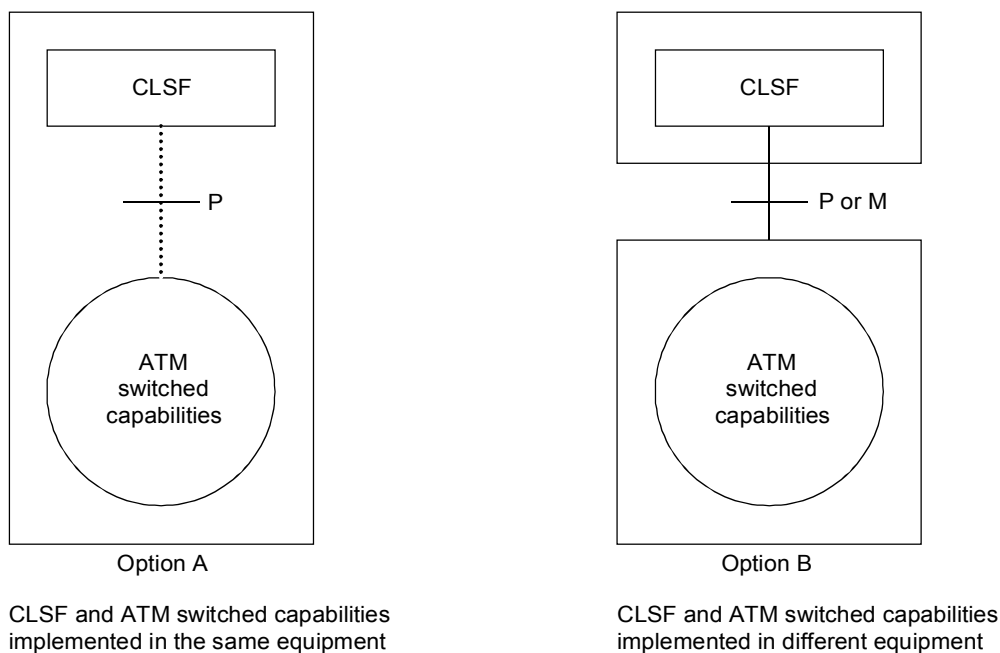 CLSF
P
ATM
switched
capabilities
Option A
CLSF and ATM switched capabilities
implemented in the same equipment
CLSF
P or M
ATM
switched
capabilities
Option B
CLSF and ATM switched capabilities
implemented in different equipment